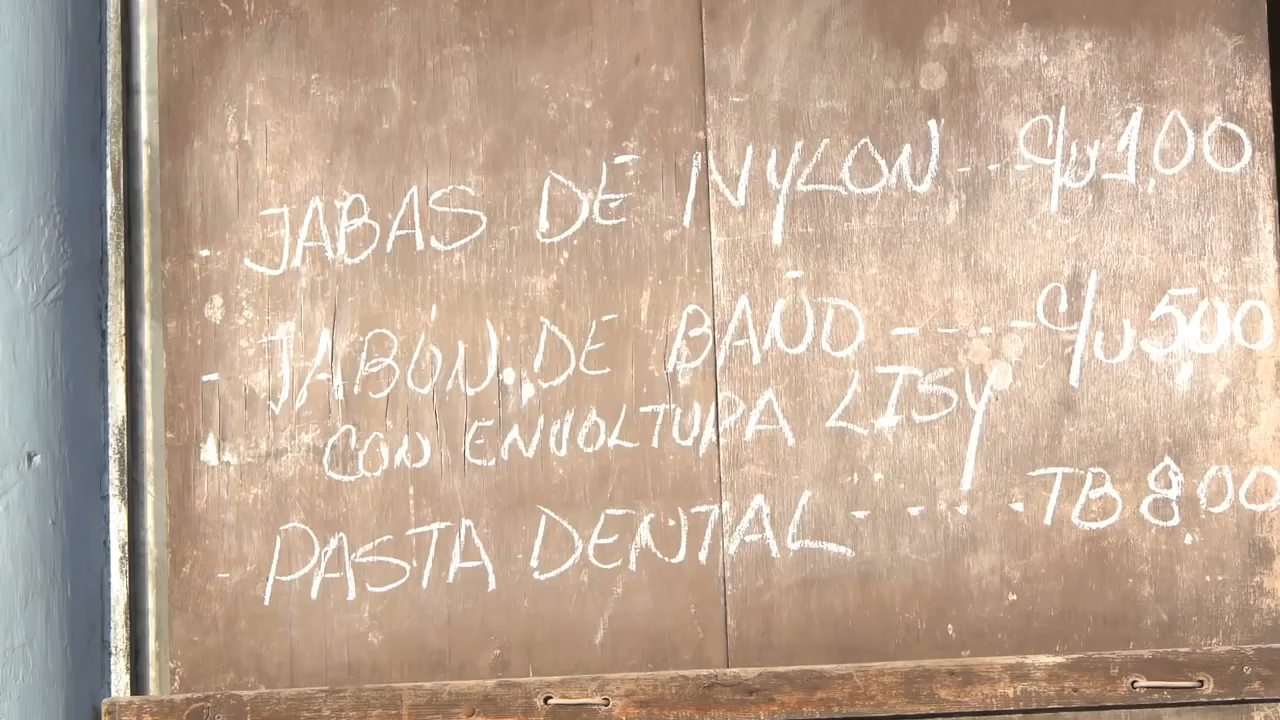 - JABAS DE NYLON - - - c/u 1.00
- JABÓN DE BAÑO - - - - c/u 5,00
CON ENVOLTURA LISY
- PASTA DENTAL - - - - - TB 8.00